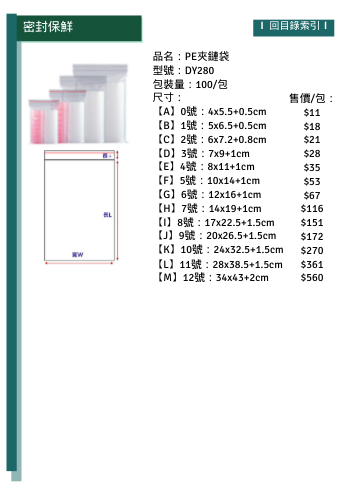 密封保鮮
I 回目錄索引 I
品名：PE夾鏈袋
型號：DY280
包裝量：100/包
尺寸：
售價/包：
【A】0號：4x5.5+0.5cm $11
【B】1號：5x6.5+0.5cm $18
【C】2號：6x7.2+0.8cm $21
【D】3號：7x9+1cm $28
【E】4號：8x11+1cm $35
【F】5號：10x14+1cm $53
【G】6號：12x16+1cm $67
【H】7號：14x19+1cm $116
【I】8號：17x22.5+1.5cm $151
【J】9號：20x26.5+1.5cm $172
【K】10號：24x32.5+1.5cm $270
【L】11號：28x38.5+1.5cm $361
【M】12號：34x43+2cm $560
長L
寬W